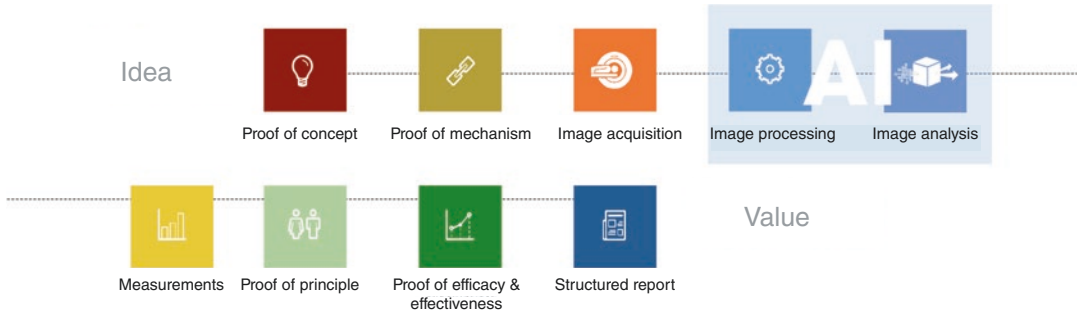 Idea
AI
Proof of concept
Proof of mechanism
Image acquisition
Image processing
Image analysis
Value
Measurements
Proof of principle
Proof of efficacy &
effectiveness
Structured report